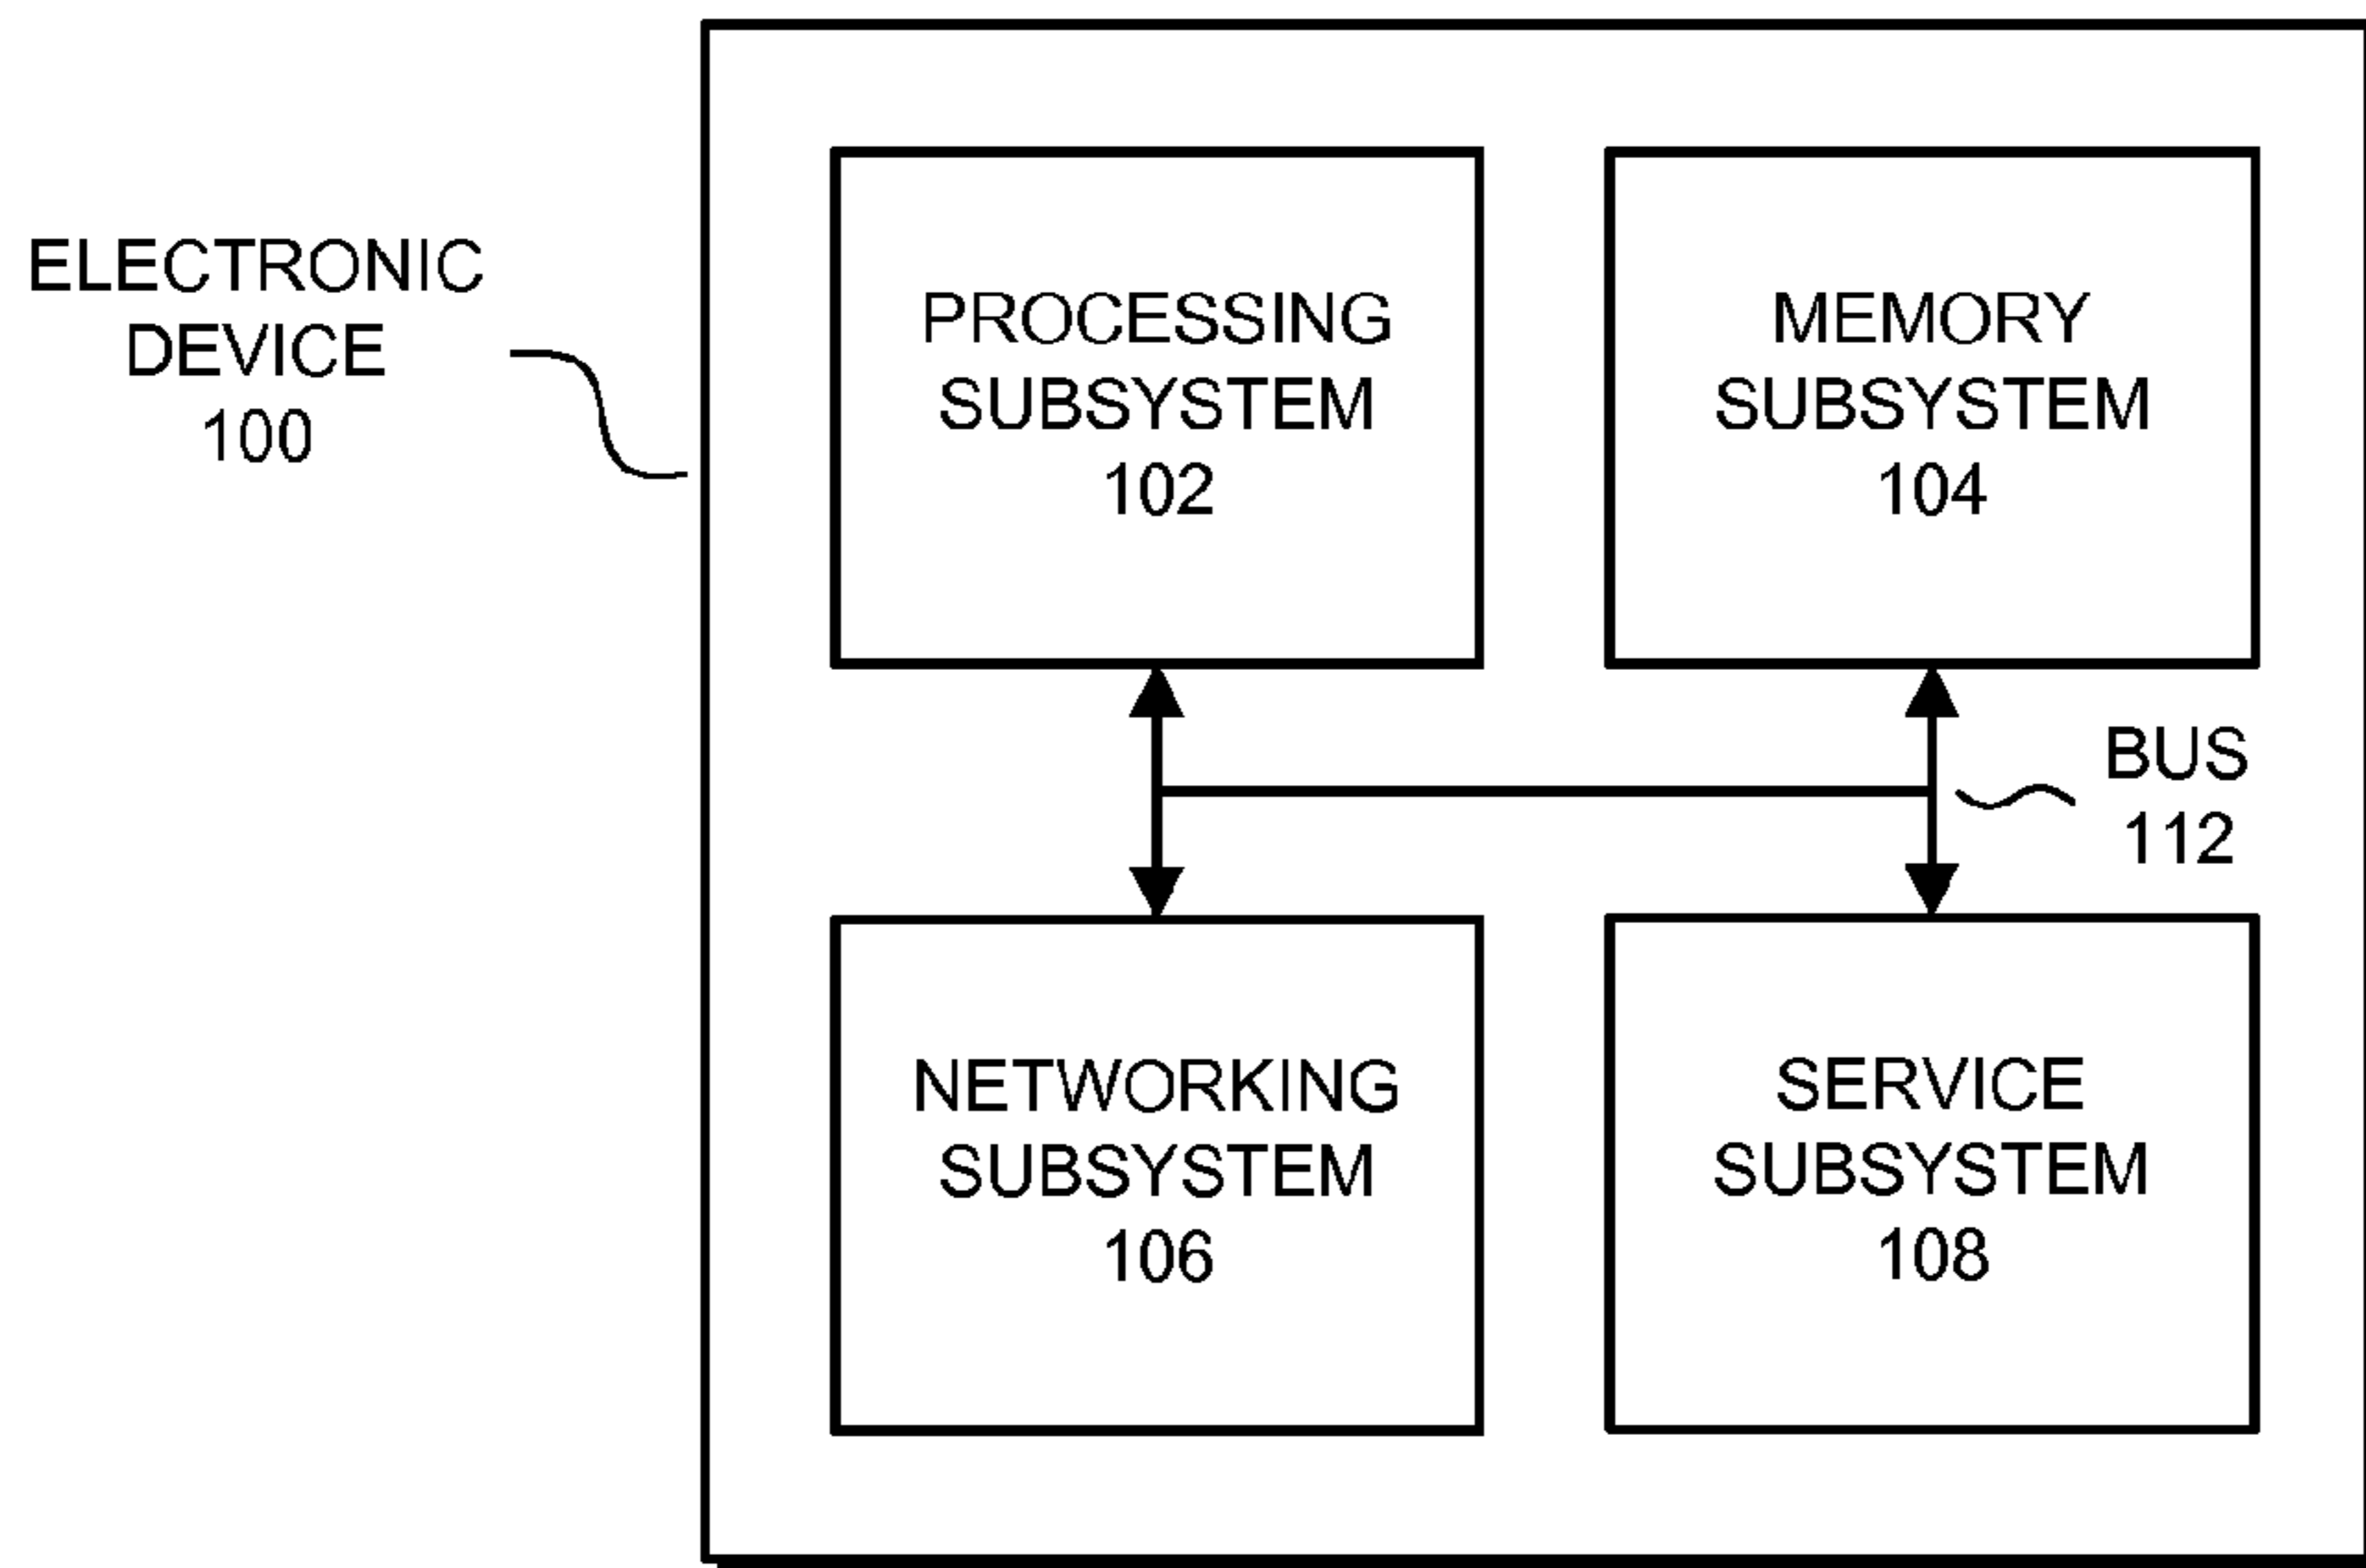 ELECTRONIC
DEVICE
100
PROCESSING
SUBSYSTEM
102
MEMORY
SUBSYSTEM
104
BUS
112
NETWORKING
SUBSYSTEM
106
SERVICE
SUBSYSTEM
108